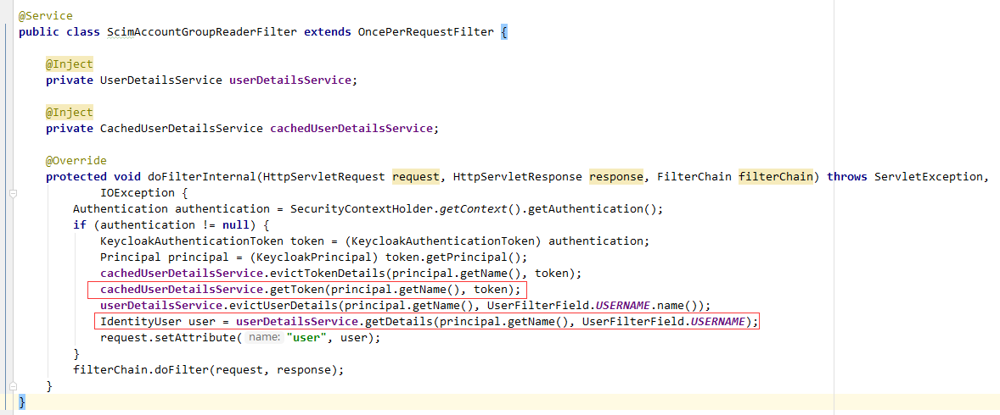 @Service
public class ScimAccountGroupReaderFilter extends OncePerRequestFilter {
@Inject
private UserDetailsService userDetailsService;
@Inject
private CachedUserDetailsService cachedUserDetailsService;
@Override
protected void doFilterInternal(HttpServletRequest request, HttpServletResponse response, FilterChain filterChain) throws ServletException,
IOException {
Authentication authentication = SecurityContextHolder.getContext().getAuthentication();
if (authentication != null) {
KeycloakAuthenticationToken token = (KeycloakAuthenticationToken) authentication;
Principal principal = (KeycloakPrincipal) token.getPrincipal();
cachedUserDetailsService.evictTokenDetails(principal.getName(), token);
cachedUserDetailsService.getToken(principal.getName(), token);
userDetailsService.evictUserDetails(principal.getName(), UserFilterField.USERNAME.name());
IdentityUser user = userDetailsService.getDetails(principal.getName(), UserFilterField.USERNAME);
request.setAttribute( name: "user", user);
}
filterChain.doFilter(request, response);
}
}